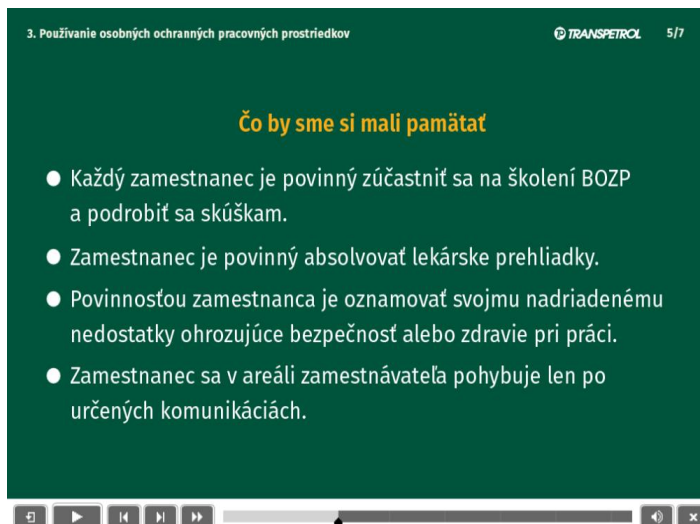 3. Používanie osobných ochranných pracovných prostriedkov
TRANSPETROL
5/7
Čo by sme si mali pamätať
Každý zamestnanec je povinný zúčastniť sa na školení BOZP
a podrobiť sa skúškam.
Zamestnanec je povinný absolvovať lekárske prehliadky.
Povinnosťou zamestnanca je oznamovať svojmu nadriadenému
nedostatky ohrozujúce bezpečnosť alebo zdravie pri práci.
Zamestnanec sa v areáli zamestnávateľa pohybuje len po
určených komunikáciách.